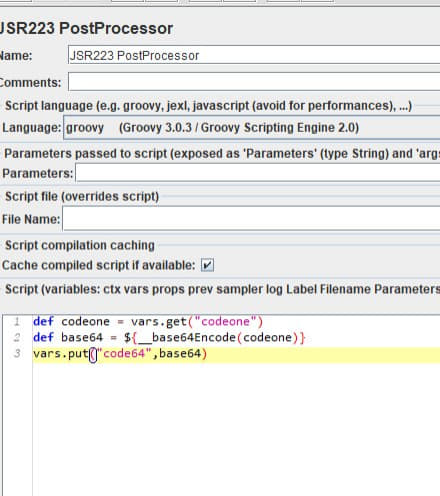 JSR223 PostProcessor
Name: JSR223 PostProcessor
Comments:
Script language (e.g. groovy, jexl, javascript (avoid for performances), ...)
Language: groovy (Groovy 3.0.3 / Groovy Scripting Engine 2.0)
Parameters passed to script (exposed as 'Parameters' (type String) and 'args
Parameters:
Script file (overrides script)
File Name:
Script compilation caching
Cache compiled script if available:
Script (variables: ctx vars props prev sampler log Label Filename Parameters
1 def codeone = vars.get("codeone")
2 def base64 = ${__base64Encode(codeone)}
3 vars.put("code64",base64)